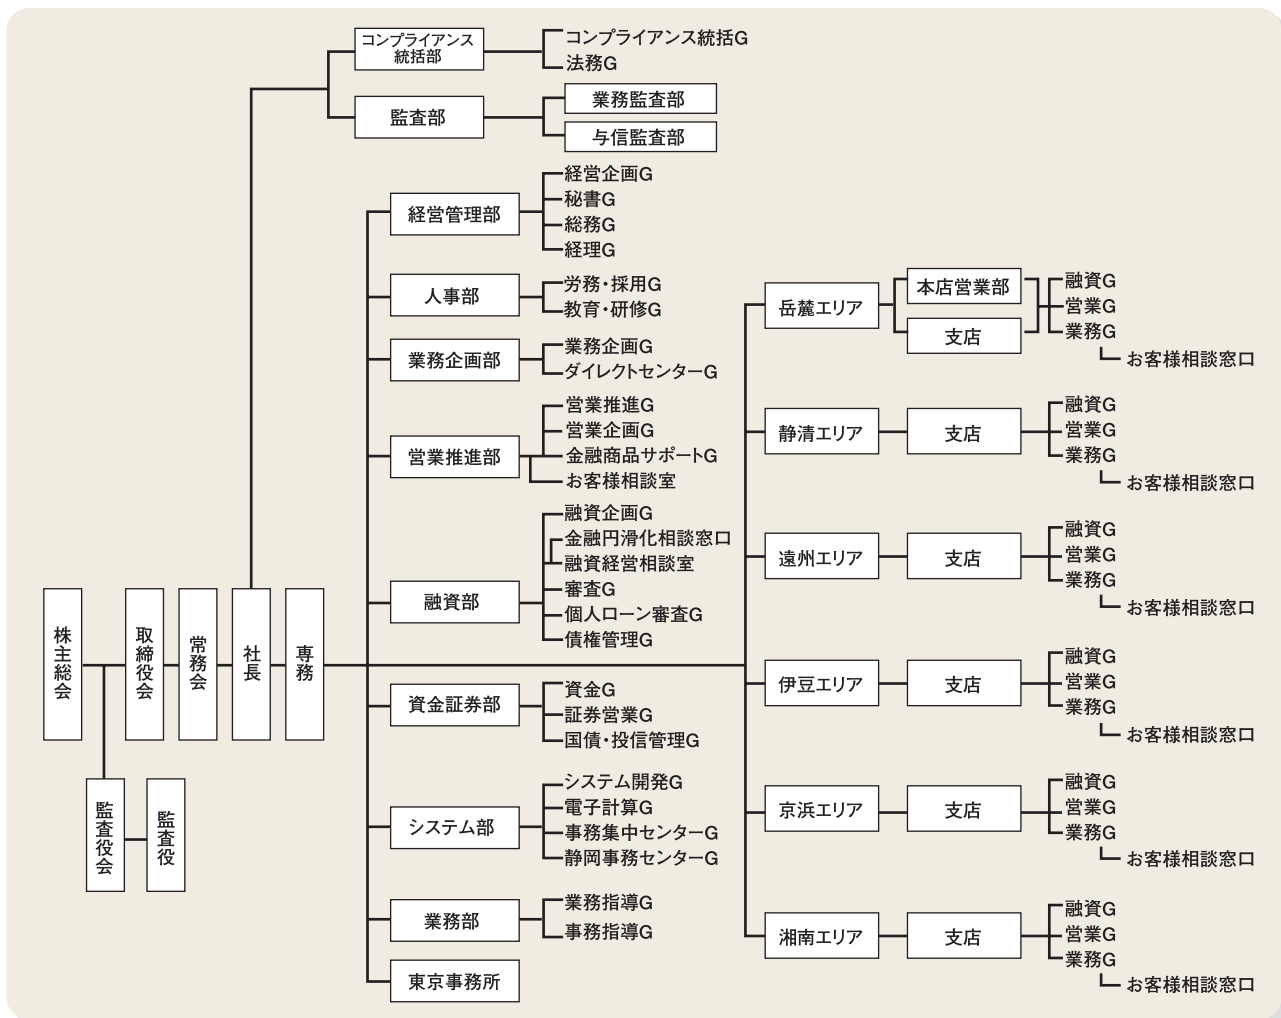 コンプライアンス
統括部
コンプライアンス統括G
法務G
監査部
業務監査部
与信監査部
株主総会
取締役会
常務会
社長
専務
監査役会
監査役
経営管理部
経営企画G
秘書G
総務G
経理G
人事部
労務・採用G
教育・研修G
業務企画部
業務企画G
ダイレクトセンターG
営業推進部
営業推進G
営業企画G
金融商品サポートG
お客様相談室
融資部
融資企画G
金融円滑化相談窓口
融資経営相談室
審査G
個人ローン審査G
債権管理G
資金証券部
資金G
証券営業G
国債・投信管理G
システム部
システム開発G
電子計算G
事務集中センターG
静岡事務センターG
業務部
業務指導G
事務指導G
東京事務所
岳麓エリア
本店営業部
支店
融資G
営業G
業務G
お客様相談窓口
静清エリア
支店
融資G
営業G
業務G
お客様相談窓口
遠州エリア
支店
融資G
営業G
業務G
お客様相談窓口
伊豆エリア
支店
融資G
営業G
業務G
お客様相談窓口
京浜エリア
支店
融資G
営業G
業務G
お客様相談窓口
湘南エリア
支店
融資G
営業G
業務G
お客様相談窓口